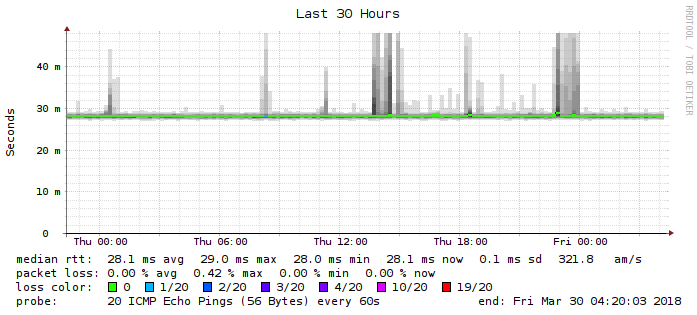 Last 30 Hours
RRDTOOL / TOBI OETIKER
Seconds
40 m
30 m
20 m
10 m
0
Thu 00:00 Thu 06:00 Thu 12:00 Thu 18:00 Fri 00:00
median rtt: 28.1 ms avg 29.0 ms max 28.0 ms min 28.1 ms now 0.1 ms sd 321.8 am/s
packet loss: 0.00 % avg 0.42 % max 0.00 % min 0.00 % now
loss color: 0 1/20 2/20 3/20 4/20 10/20 19/20
probe: 20 ICMP Echo Pings (56 Bytes) every 60s end: Fri Mar 30 04:20:03 2018